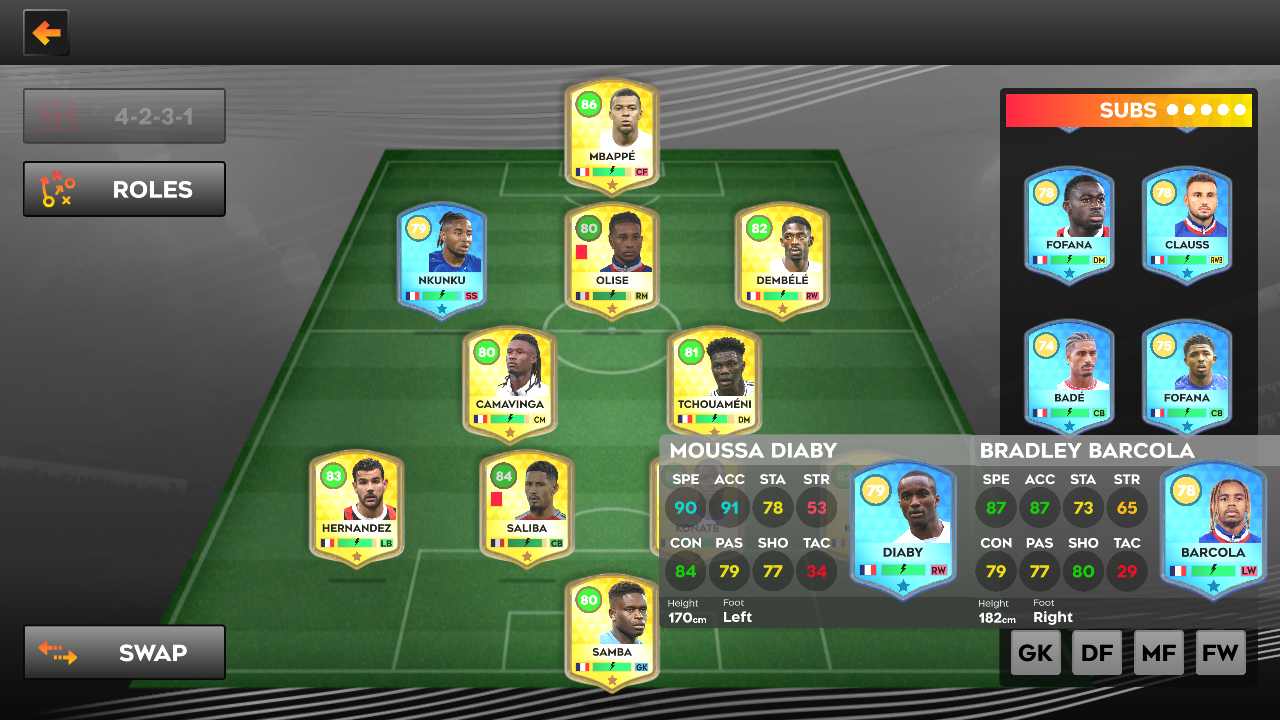 4-2-3-1
ROLES
SWAP
86
MBAPPÉ
CF
79
NKUNKU
SS
80
OLISE
RM
82
DEMBÉLÉ
RW
80
CAMAVINGA
CM
81
TCHOUAMÉNI
DM
83
HERNANDEZ
LB
84
SALIBA
CB
KONATÉ
80
SAMBA
GK
SUBS
78
FOFANA
DM
78
CLAUSS
RWB
74
BADÉ
CB
75
FOFANA
CB
MOUSSA DIABY
SPE ACC STA STR
90 91 78 53
CON PAS SHO TAC
84 79 77 34
Height Foot
170cm Left
79
DIABY
RW
BRADLEY BARCOLA
SPE ACC STA STR
87 87 73 65
CON PAS SHO TAC
79 77 80 29
Height Foot
182cm Right
78
BARCOLA
LW
GK DF MF FW